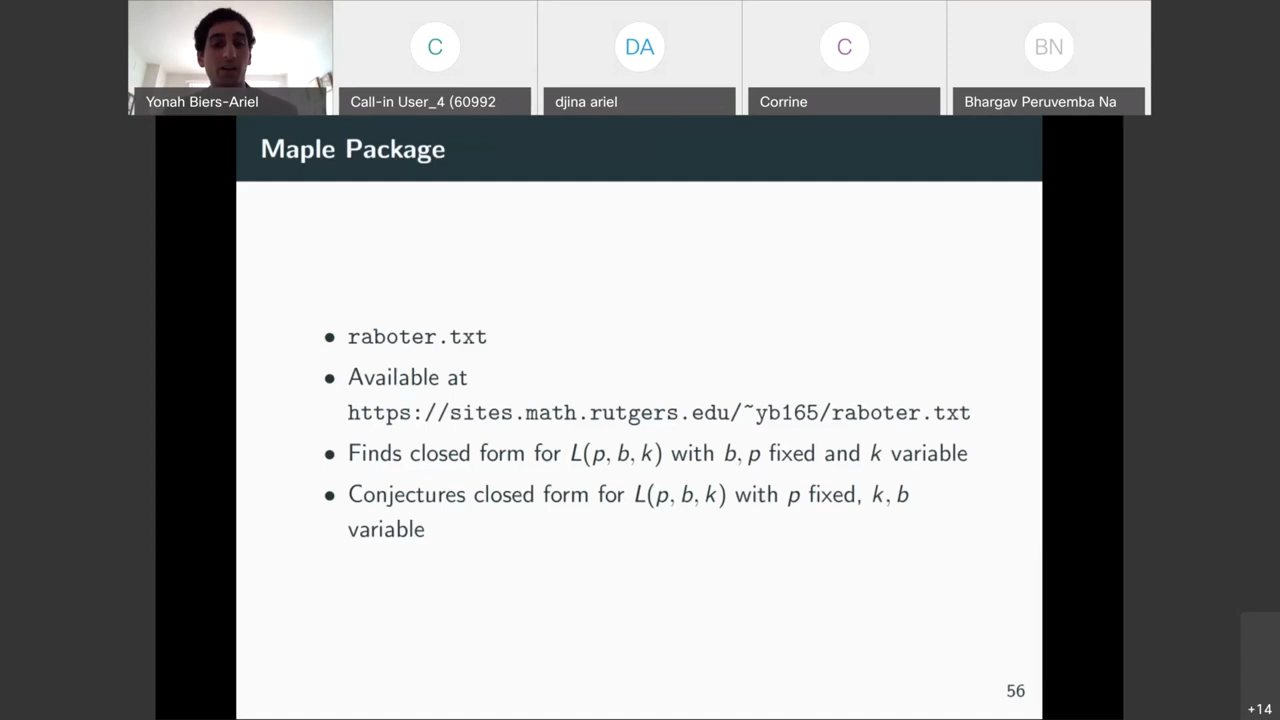 C
DA
C
BN
Yonah Biers-Ariel
Call-in User_4 (60992
djina ariel
Corrine
Bhargav Peruvemba Na
Maple Package
• raboter.txt
• Available at
https://sites.math.rutgers.edu/~yb165/raboter.txt
• Finds closed form for L(p, b, k) with b, p fixed and k variable
• Conjectures closed form for L(p, b, k) with p fixed, k, b
variable
56
+14